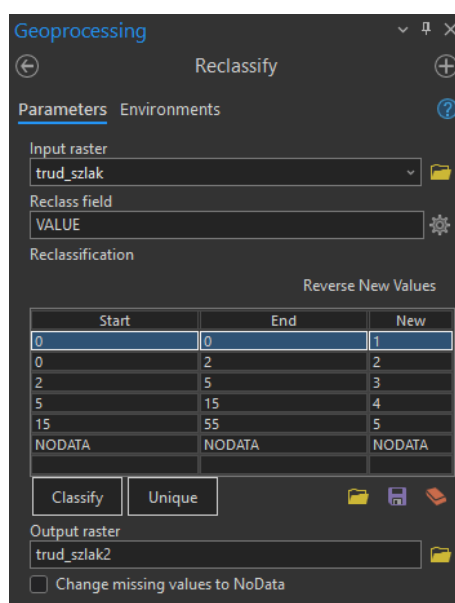 Geoprocessing
Reclassify
Parameters Environments
Input raster
trud_szlak
Reclass field
VALUE
Reclassification
Reverse New Values
Start End New
0 0 1
0 2 2
2 5 3
5 15 4
15 55 5
NODATA NODATA NODATA
Classify Unique
Output raster
trud_szlak2
Change missing values to NoData